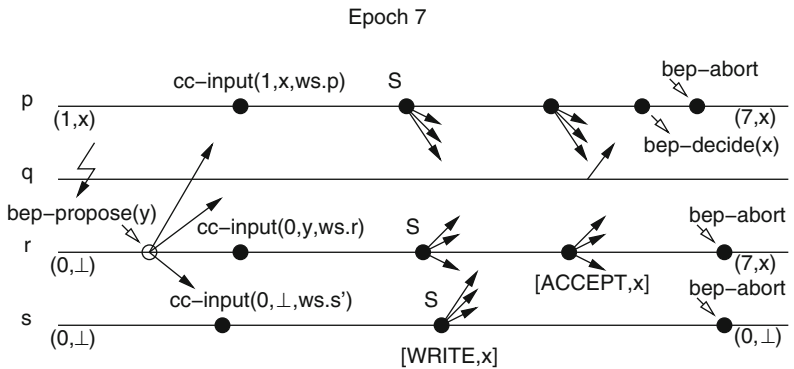 Epoch 7
cc-input(1,x,ws.p) S bep-abort
p
(1,x) (7,x)
bep-decide(x)
q
bep-propose(y) cc-input(0,y,ws.r) S bep-abort
r
(0,⊥) (7,x)
[ACCEPT,x]
cc-input(0,⊥,ws.s') S bep-abort
s
(0,⊥) (0,⊥)
[WRITE,x]